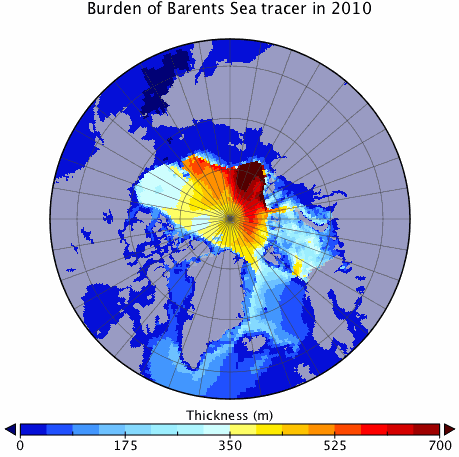 Burden of Barents Sea tracer in 2010
Thickness (m)
0 175 350 525 700